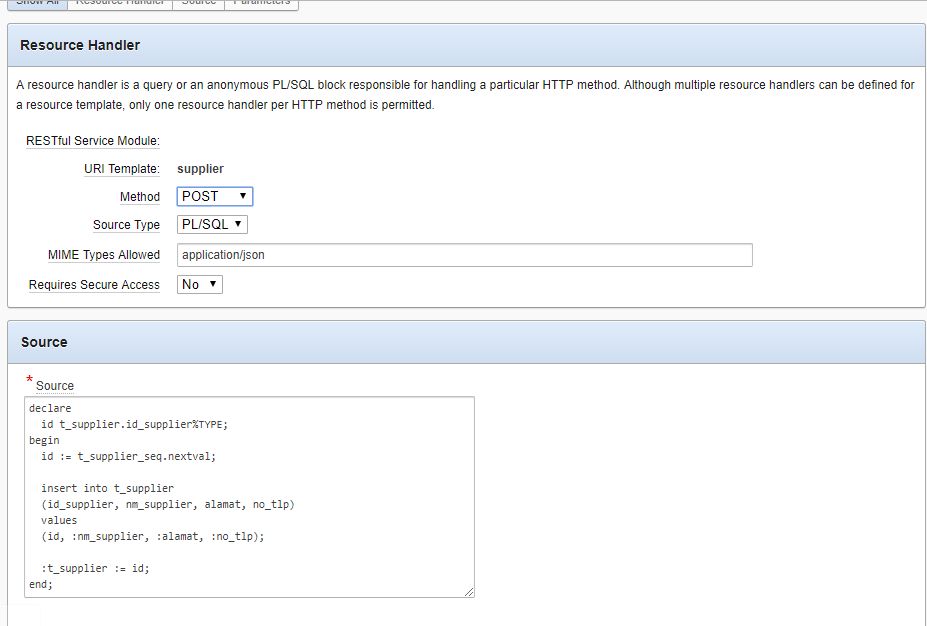 Show All Resource Handler Source Parameters
Resource Handler
A resource handler is a query or an anonymous PL/SQL block responsible for handling a particular HTTP method. Although multiple resource handlers can be defined for
a resource template, only one resource handler per HTTP method is permitted.
RESTful Service Module:
URI Template: supplier
Method POST
Source Type PL/SQL
MIME Types Allowed application/json
Requires Secure Access No
Source
* Source
declare
id t_supplier.id_supplier%TYPE;
begin
id := t_supplier_seq.nextval;
insert into t_supplier
(id_supplier, nm_supplier, alamat, no_tlp)
values
(id, :nm_supplier, :alamat, :no_tlp);
:t_supplier := id;
end;